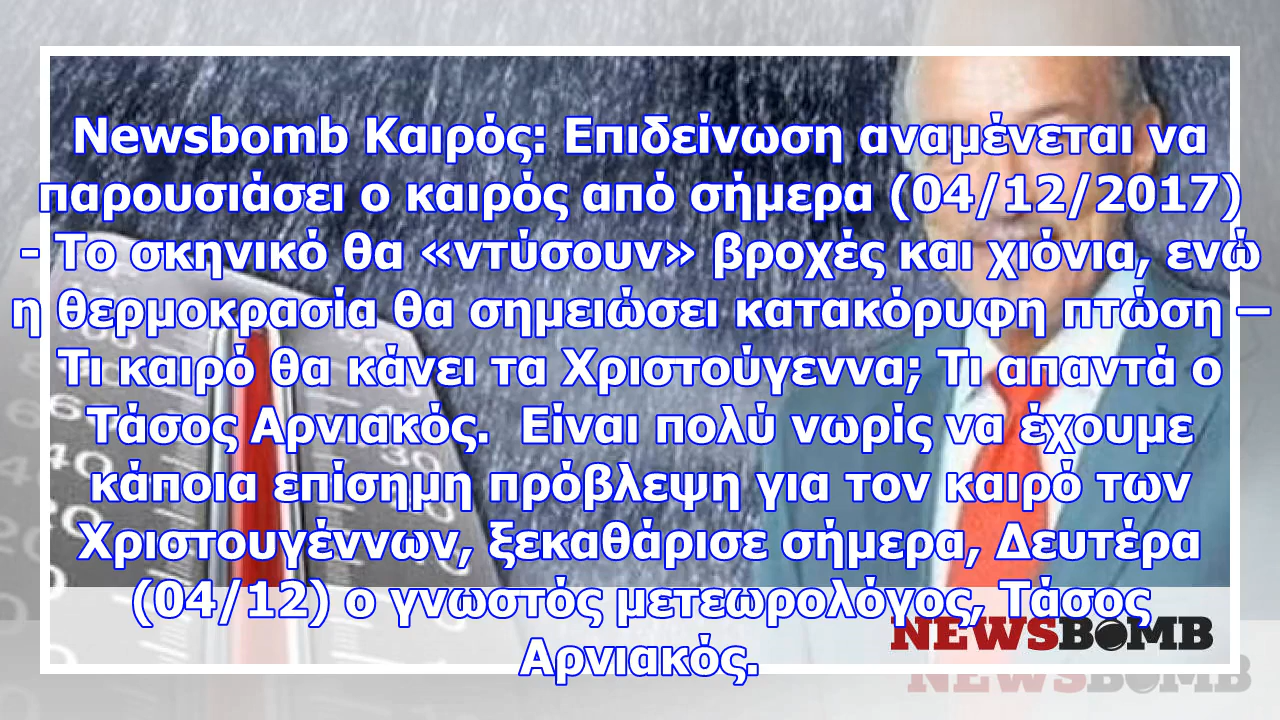 Newsbomb Καιρός: Επιδείνωση αναμένεται να
παρουσιάσει ο καιρός από σήμερα (04/12/2017)
- Το σκηνικό θα «ντύσουν» βροχές και χιόνια, ενώ
η θερμοκρασία θα σημειώσει κατακόρυφη πτώση –
Τι καιρό θα κάνει τα Χριστούγεννα; Τι απαντά ο
Τάσος Αρνιακός.  Είναι πολύ νωρίς να έχουμε
κάποια επίσημη πρόβλεψη για τον καιρό των
Χριστουγέννων, ξεκαθάρισε σήμερα, Δευτέρα
(04/12) ο γνωστός μετεωρολόγος, Τάσος
Αρνιακός.
NEWSBOMB
NEWSBOMB